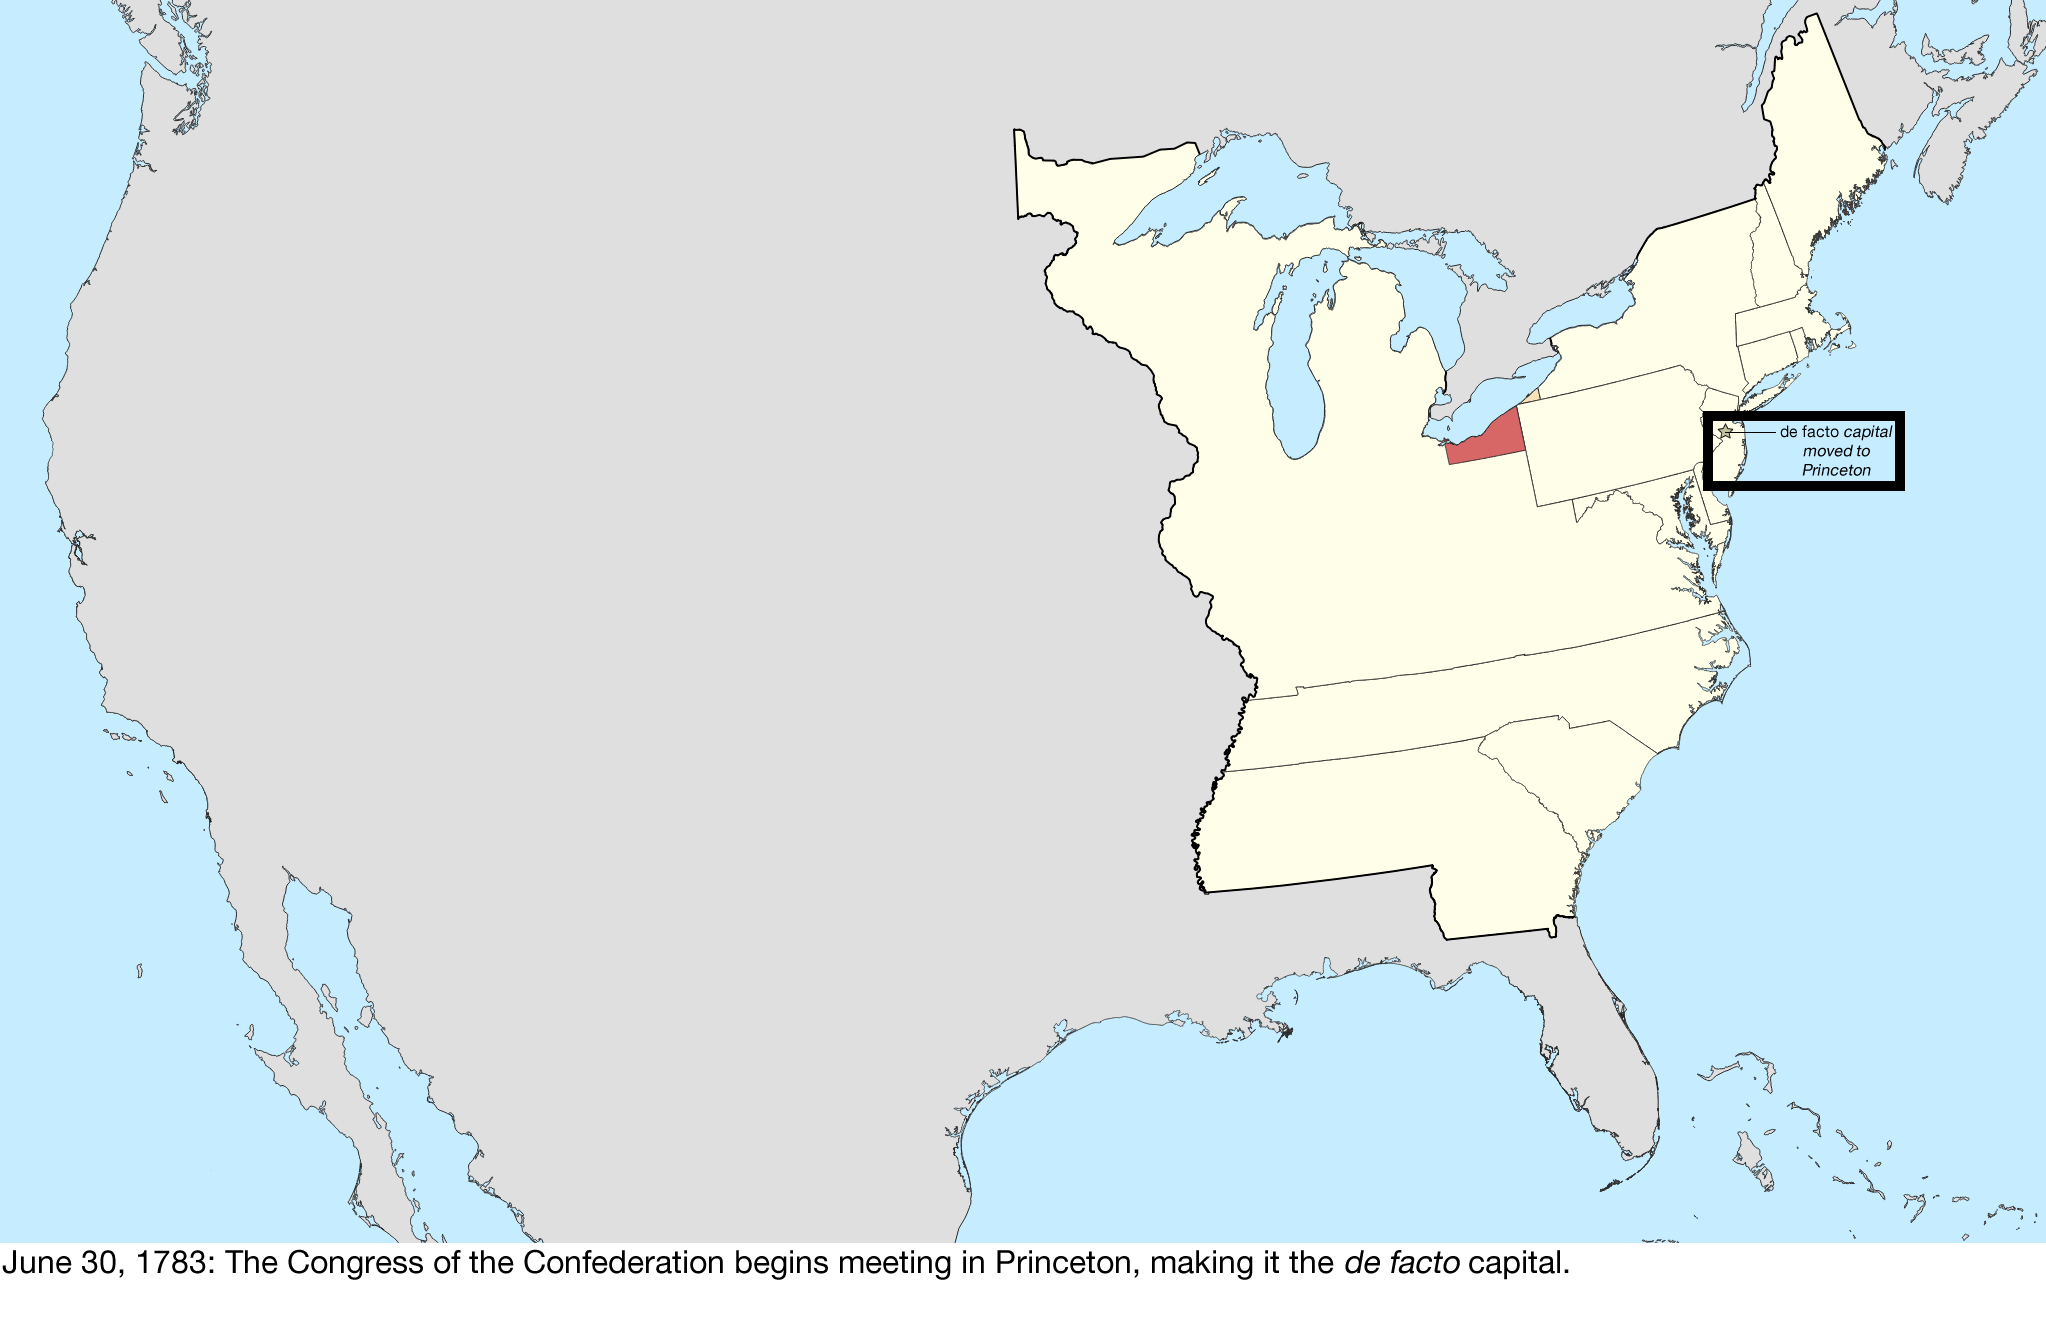 de facto capital
moved to
Princeton
June 30, 1783: The Congress of the Confederation begins meeting in Princeton, making it the de facto capital.